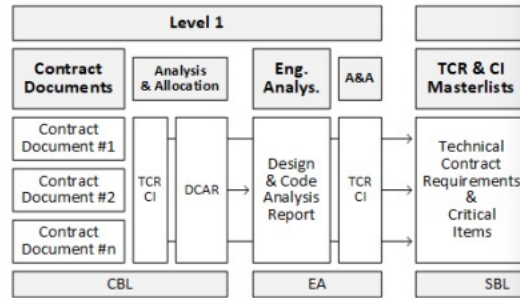 Level 1
Contract
Documents
Analysis
& Allocation
Eng.
Analys.
A&A
TCR & CI
Masterlists
Contract
Document #1
Contract
Document #2
Contract
Document #n
TCR
CI
DCAR
Design
& Code
Analysis
Report
TCR
CI
Technical
Contract
Requirements
&
Critical
Items
CBL
EA
SBL